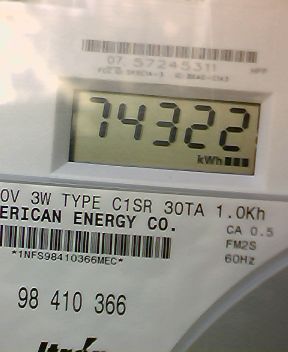 07 57245311
74322
kWh
0V 3W TYPE C1SR 30TA 1.0Kh
ERICAN ENERGY CO.
CA 0.5
FM2S
60Hz
*1NFS98410366MEC*
98 410 366
Itrón